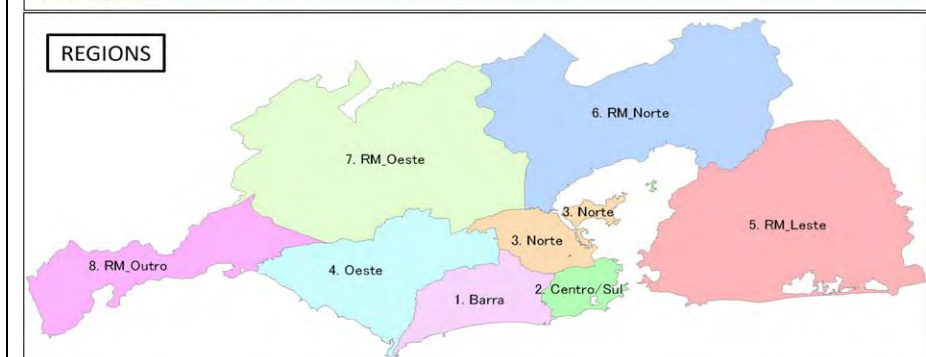 REGIONS
6. RM_Norte
7. RM_Oeste
3. Norte
5. RM_Leste
3. Norte
8. RM_Outro
4. Oeste
2. Centro/Sul
1. Barra